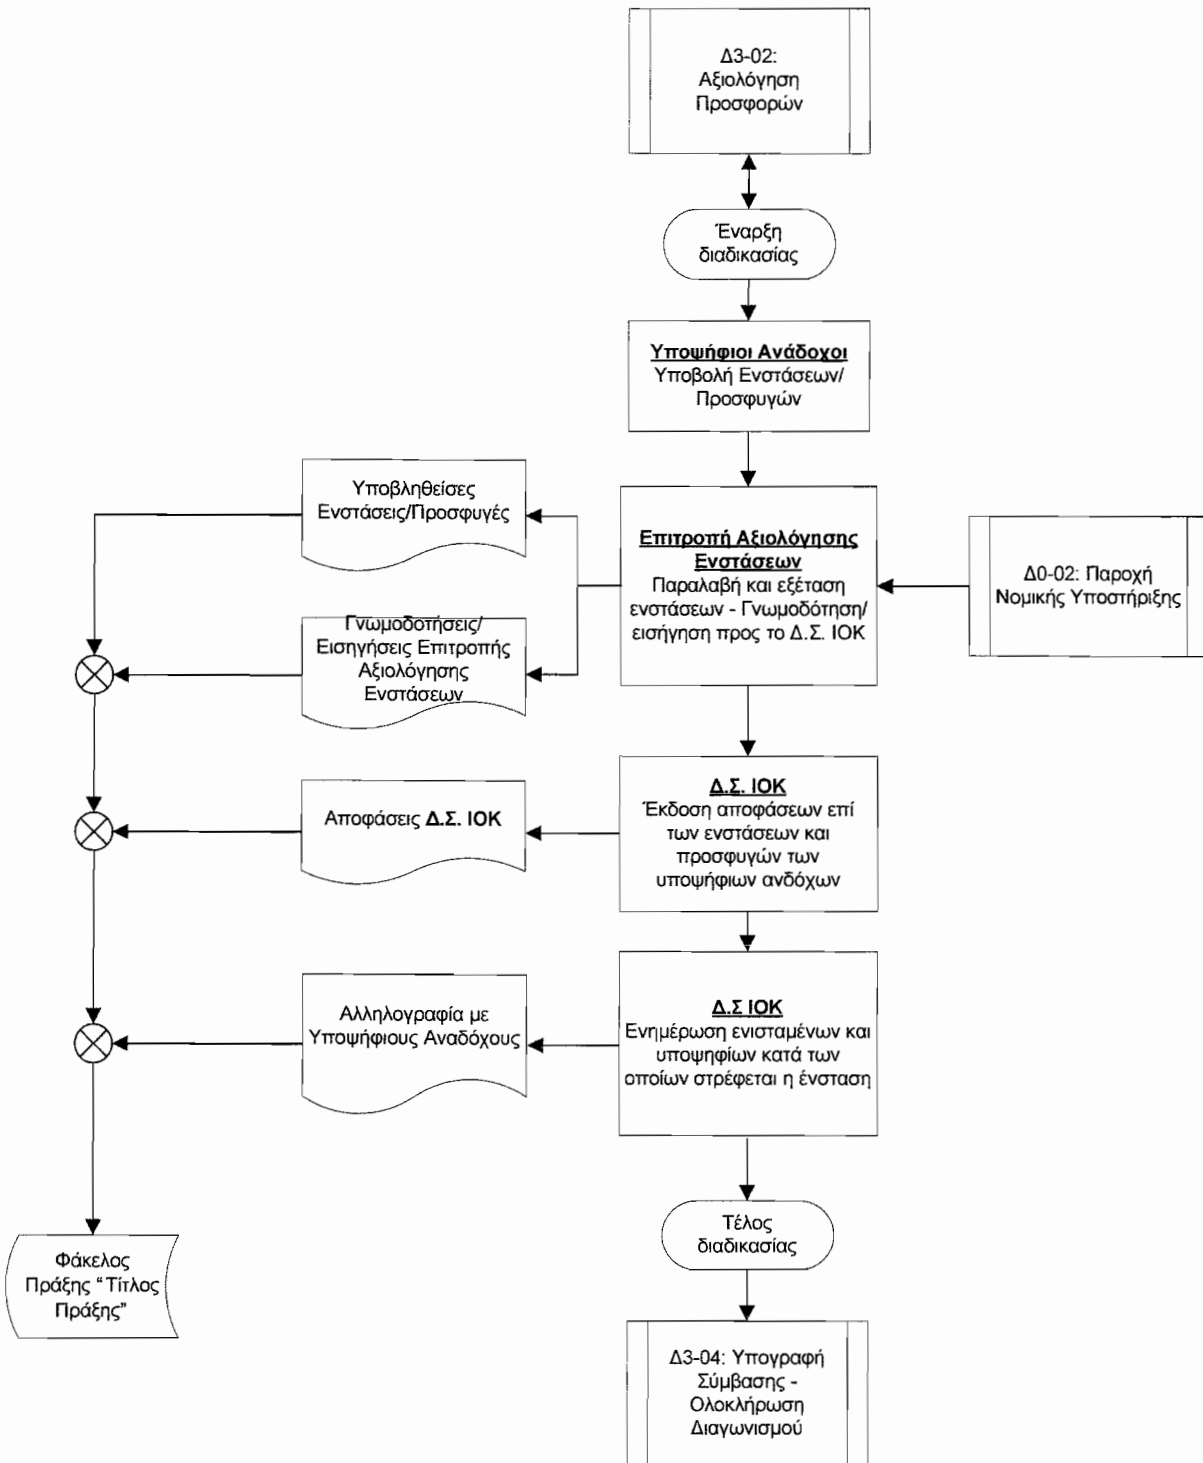 Δ3-02:
Αξιολόγηση
Προσφορών
Έναρξη
διαδικασίας
Υποψήφιοι Ανάδοχοι
Υποβολή Ενστάσεων/
Προσφυγών
Υποβληθείσες
Ενστάσεις/Προσφυγές
Επιτροπή Αξιολόγησης
Ενστάσεων
Παραλαβή και εξέταση
ενστάσεων - Γνωμοδότηση/
εισήγηση προς το Δ.Σ. ΙΟΚ
Δ0-02: Παροχή
Νομικής Υποστήριξης
Γνωμοδοτήσεις/
Εισηγήσεις Επιτροπής
Αξιολόγησης
Ενστάσεων
Δ.Σ. ΙΟΚ
Έκδοση αποφάσεων επί
των ενστάσεων και
προσφυγών των
υποψήφιων ανδόχων
Αποφάσεις Δ.Σ. ΙΟΚ
Δ.Σ ΙΟΚ
Ενημέρωση ενισταμένων και
υποψηφίων κατά των
οποίων στρέφεται η ένσταση
Αλληλογραφία με
Υποψήφιους Αναδόχους
Τέλος
διαδικασίας
Φάκελος
Πράξης “ Τίτλος
Πράξης”
Δ3-04: Υπογραφή
Σύμβασης -
Ολοκλήρωση
Διαγωνισμού